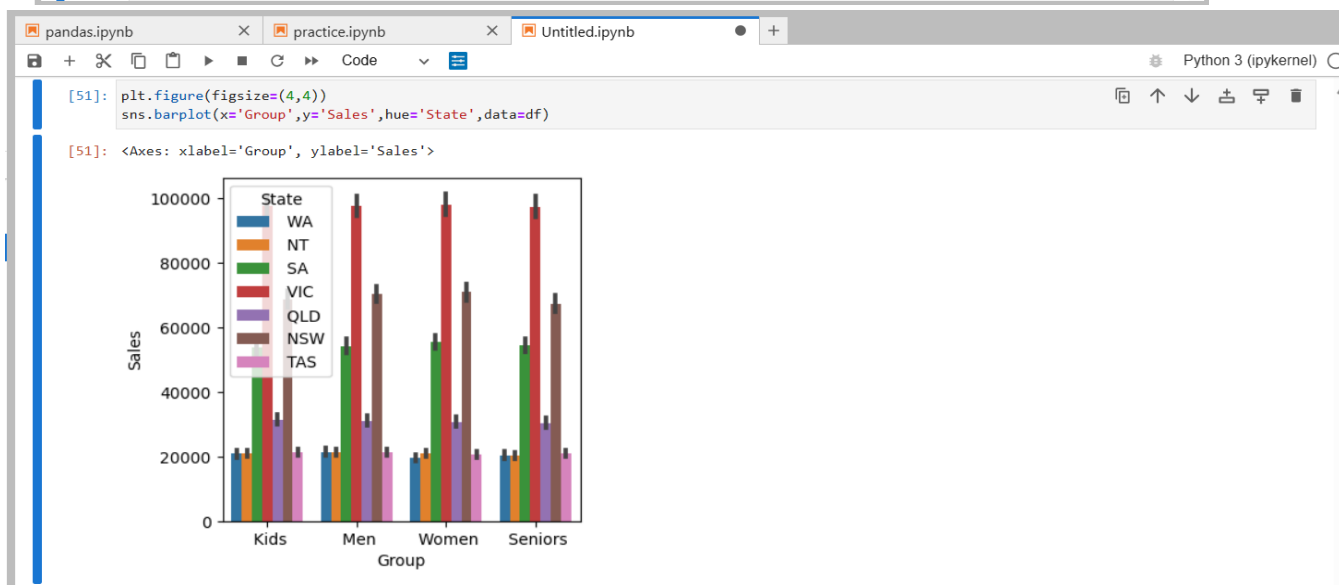 pandas.ipynb
practice.ipynb
Untitled.ipynb
Code
Python 3 (ipykernel)
[51]: plt.figure(figsize=(4,4))
sns.barplot(x='Group',y='Sales',hue='State',data=df)
[51]: <Axes: xlabel='Group', ylabel='Sales'>
State
WA
NT
SA
VIC
QLD
NSW
TAS
100000
80000
60000
40000
20000
0
Sales
Kids Men Women Seniors
Group